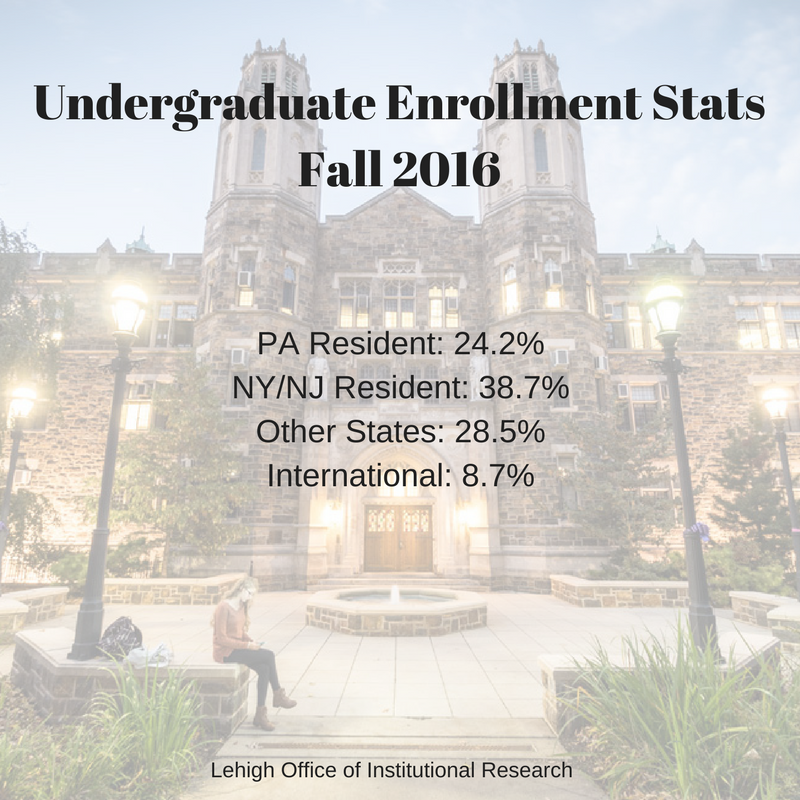 Undergraduate Enrollment Stats
Fall 2016
PA Resident: 24.2%
NY/NJ Resident: 38.7%
Other States: 28.5%
International: 8.7%
Lehigh Office of Institutional Research